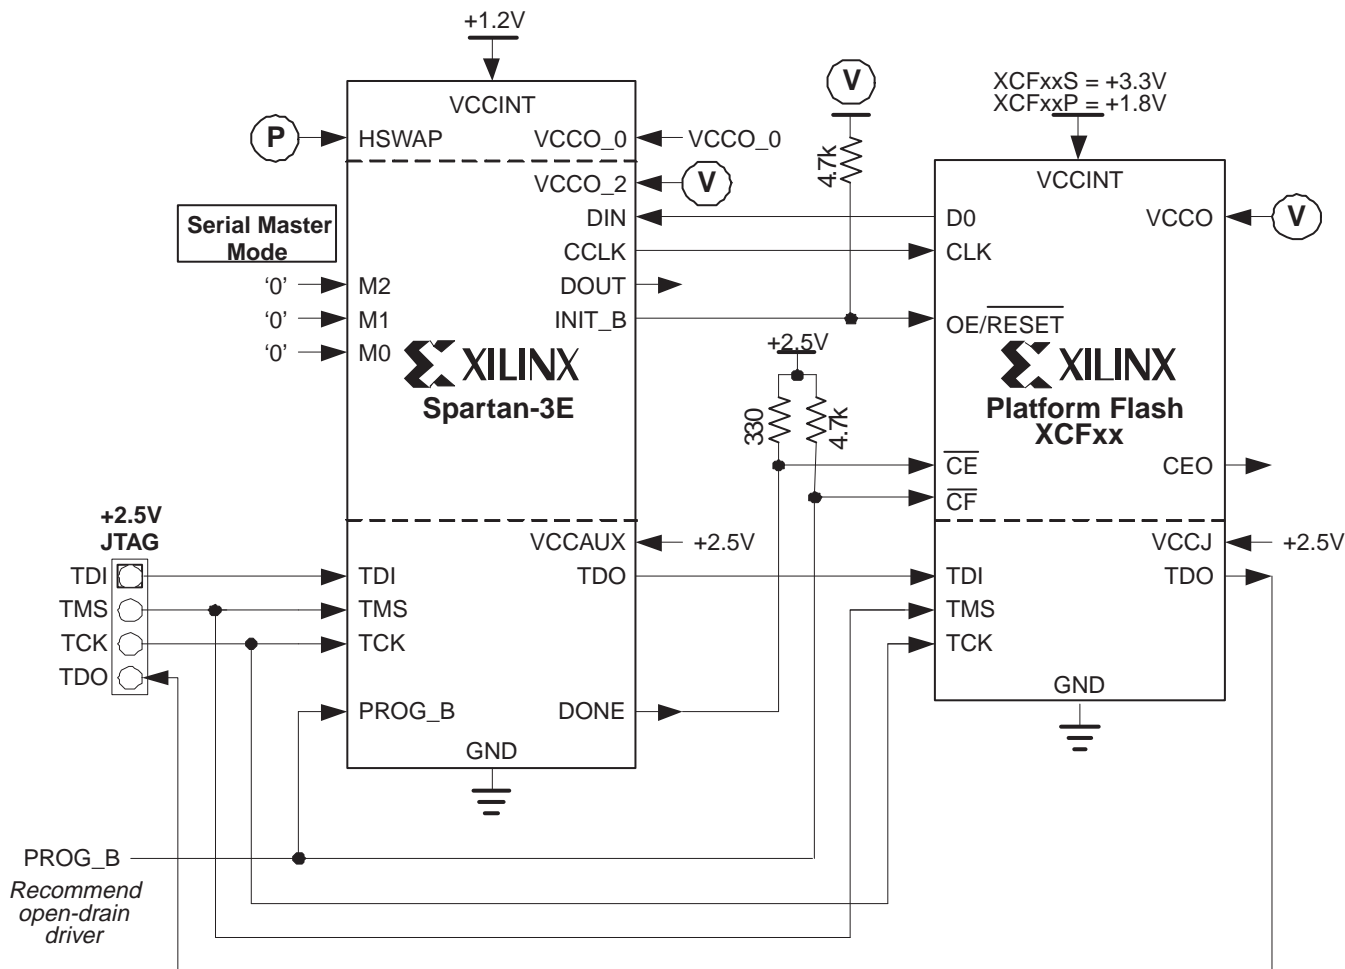 +1.2V
VCCINT
P
HSWAP
VCCO_0
VCCO_0
VCCO_2
V
DIN
CCLK
DOUT
INIT_B
Serial Master
Mode
'0'
M2
'0'
M1
'0'
M0
XILINX
Spartan-3E
V
4.7k
+2.5V
330
4.7k
XCFxxS = +3.3V
XCFxxP = +1.8V
VCCINT
D0
VCCO
V
CLK
OE/RESET
XILINX
Platform Flash
XCFxx
CE
CEO
CF
+2.5V
JTAG
TDI
TMS
TCK
TDO
TDI
TMS
TCK
PROG_B
VCCAUX
+2.5V
TDO
DONE
GND
VCCJ
+2.5V
TDI
TDO
TMS
TCK
GND
PROG_B
Recommend
open-drain
driver